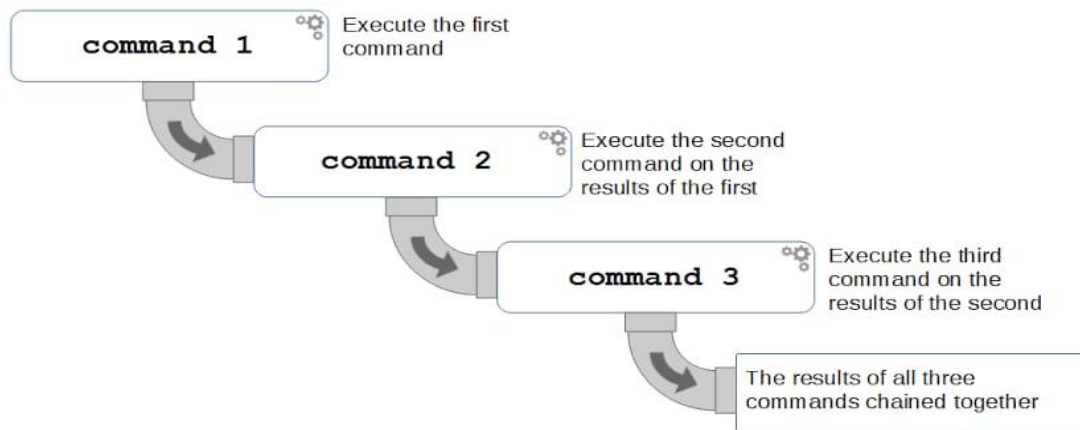 command 1
Execute the first
command
command 2
Execute the second
command on the
results of the first
command 3
Execute the third
command on the
results of the second
The results of all three
commands chained together